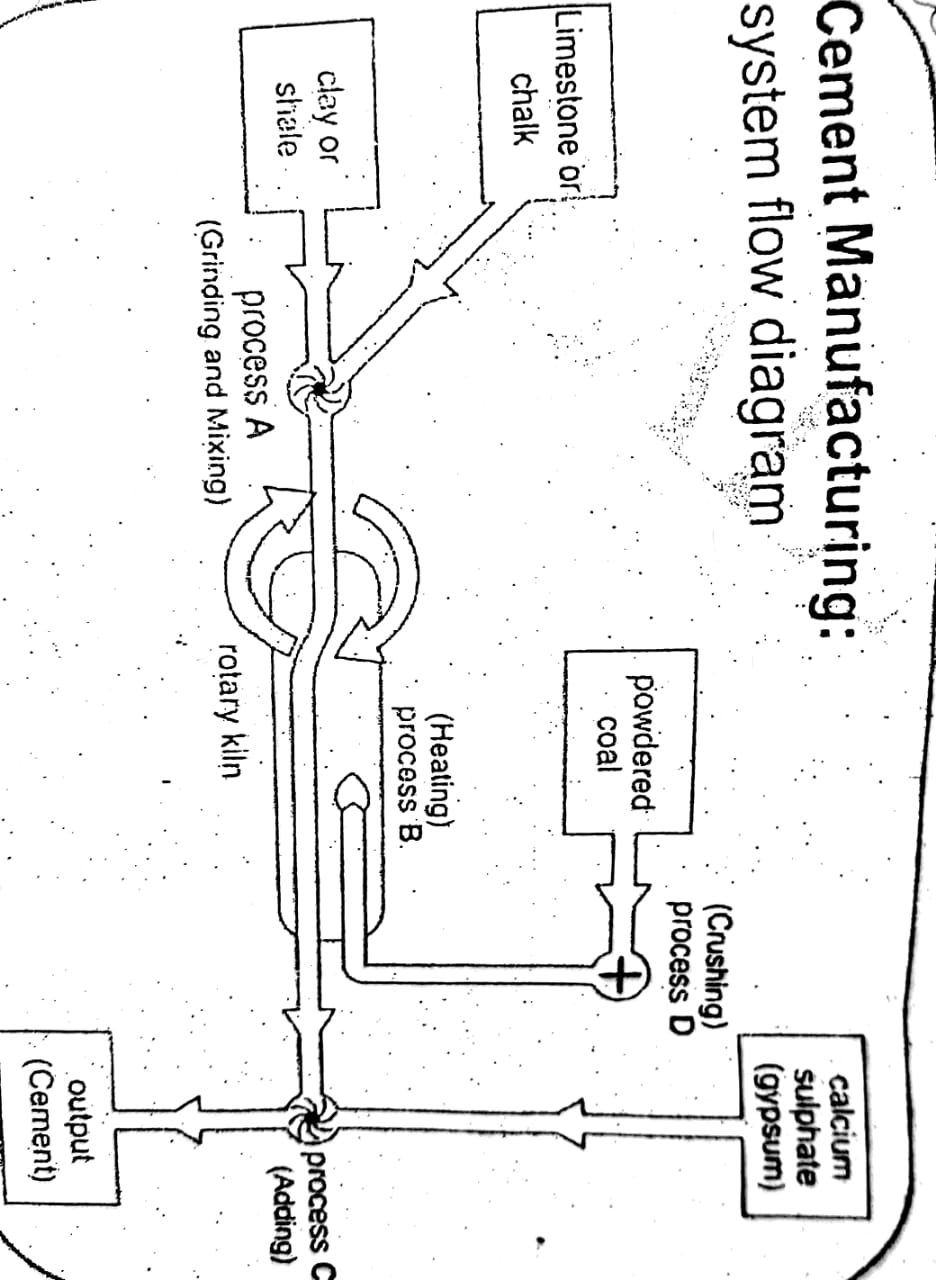 Cement Manufacturing:
system flow diagram
Limestone or
chalk
clay or
shale
process A
(Grinding and Mixing)
rotary kiln
(Heating)
process B
powdered
coal
(Crushing)
process D
calcium
sulphate
(gypsum)
process C
(Adding)
output
(Cement)